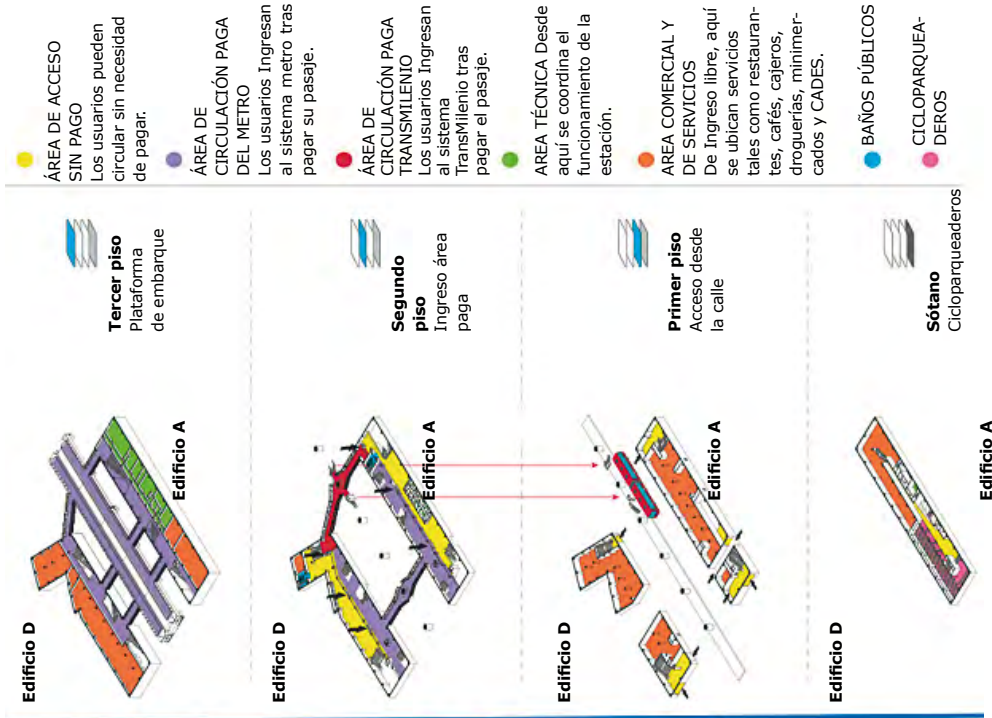 Edificio D
Edificio A
Tercer piso
Plataforma
de embarque
Edificio D
Edificio A
Segundo
piso
Ingreso área
paga
Edificio D
Edificio A
Primer piso
Acceso desde
la calle
Edificio A
Sótano
Cicloparqueaderos
ÁREA DE ACCESO
SIN PAGO
Los usuarios pueden
circular sin necesidad
de pagar.
ÁREA DE
CIRCULACIÓN PAGA
DEL METRO
Los usuarios Ingresan
al sistema metro tras
pagar su pasaje.
ÁREA DE
CIRCULACIÓN PAGA
TRANSMILENIO
Los usuarios Ingresan
al sistema
TransMilenio tras
pagar el pasaje.
AREA TÉCNICA Desde
aquí se coordina el
funcionamiento de la
estación.
AREA COMERCIAL Y
DE SERVICIOS
De Ingreso libre, aquí
se ubican servicios
tales como restauran-
tes, cafés, cajeros,
droguerías, minimer-
cados y CADES.
BAÑOS PÚBLICOS
CICLOPARQUEA-
DEROS